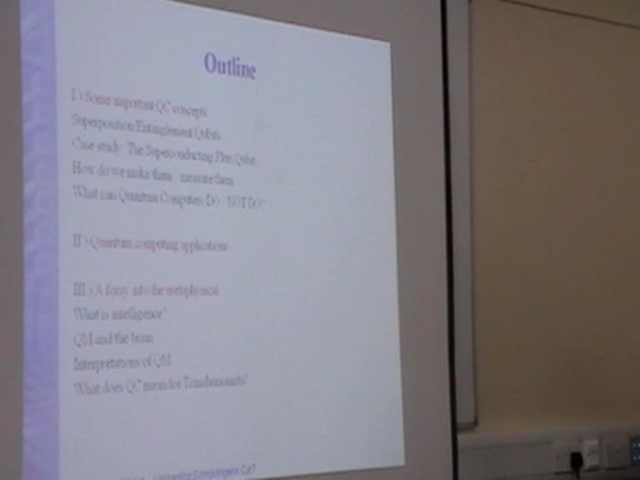 Outline
I) Some important QC concepts
Superposition Entanglement Qubits
Case study: The Superconducting Flux Qubit
How do we make them / measure them
What can Quantum Computers DO / NOT DO?
II) Quantum computing applications
III) A foray into the metaphysical
What is intelligence?
QM and the brain
Interpretations of QM
What does QC mean for Transhumanists?